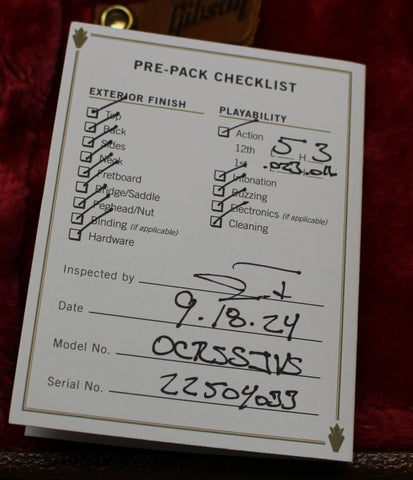 Gibson
PRE-PACK CHECKLIST
EXTERIOR FINISH
Top
Back
Sides
Neck
Fretboard
Bridge/Saddle
Peghead/Nut
Binding (if applicable)
Hardware
PLAYABILITY
Action
12th 5 H 3
1st .023
Intonation
Buzzing
Electronics (if applicable)
Cleaning
Inspected by
Date 9.18.24
Model No. OCRSSJVS
Serial No. 22504033